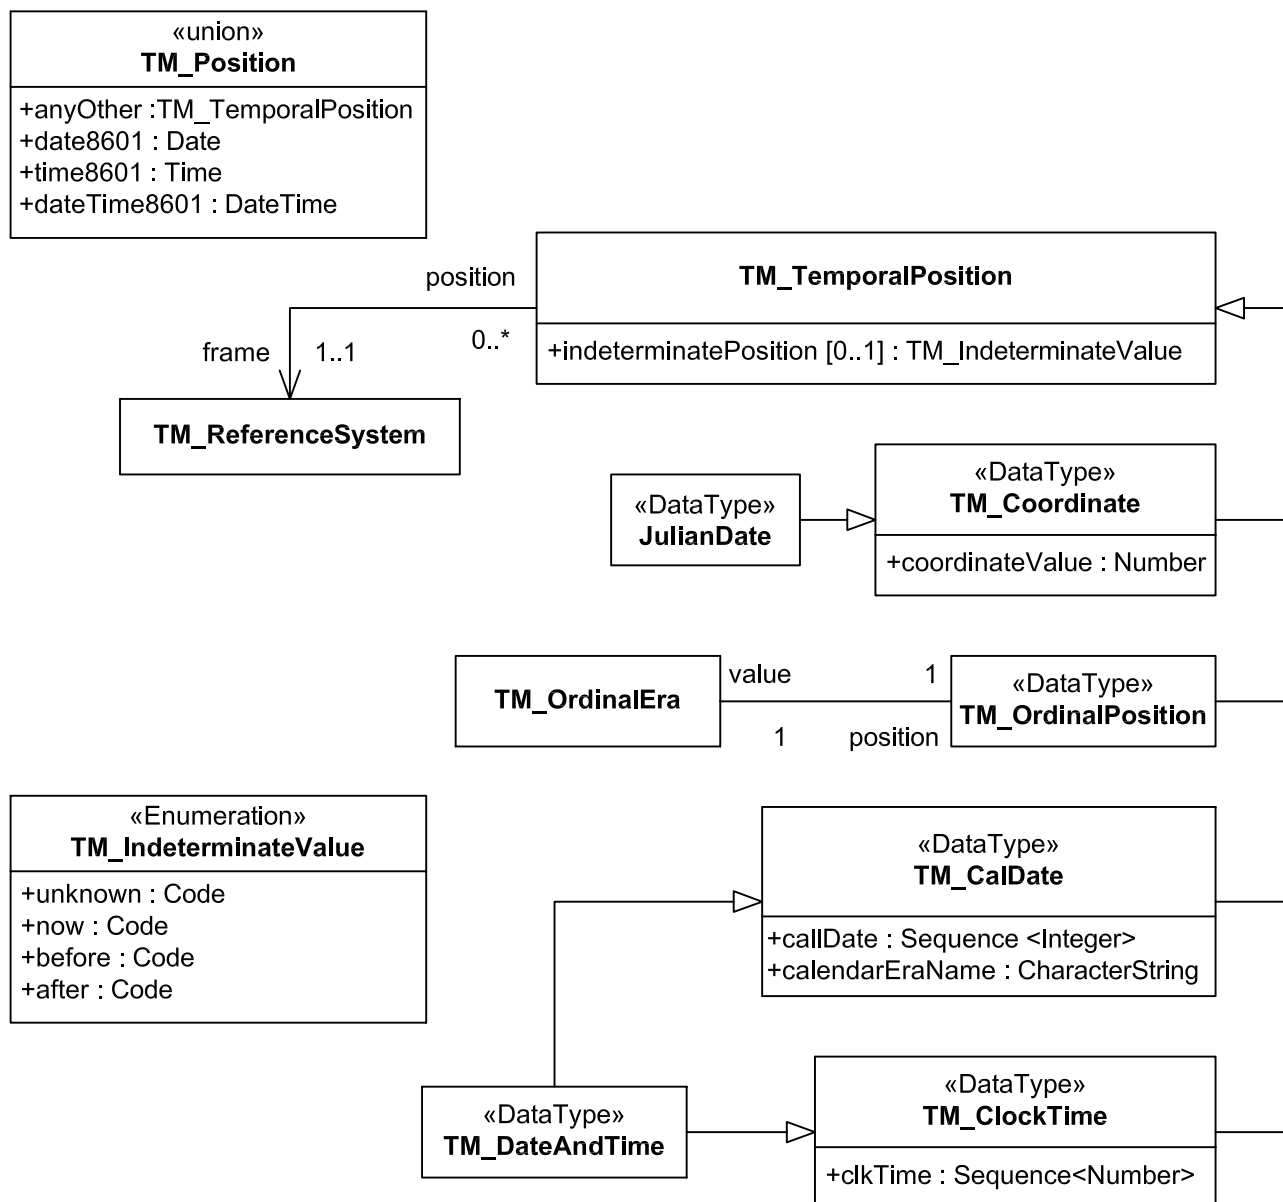 «union»
TM_Position
+anyOther :TM_TemporalPosition
+date8601 : Date
+time8601 : Time
+dateTime8601 : DateTime
TM_TemporalPosition
+indeterminatePosition [0..1] : TM_IndeterminateValue
position
0..*
frame
1..1
TM_ReferenceSystem
«DataType»
TM_Coordinate
+coordinateValue : Number
«DataType»
JulianDate
TM_OrdinalEra
value
1
1
position
«DataType»
TM_OrdinalPosition
«Enumeration»
TM_IndeterminateValue
+unknown : Code
+now : Code
+before : Code
+after : Code
«DataType»
TM_CalDate
+callDate : Sequence <Integer>
+calendarEraName : CharacterString
«DataType»
TM_DateAndTime
«DataType»
TM_ClockTime
+clkTime : Sequence<Number>